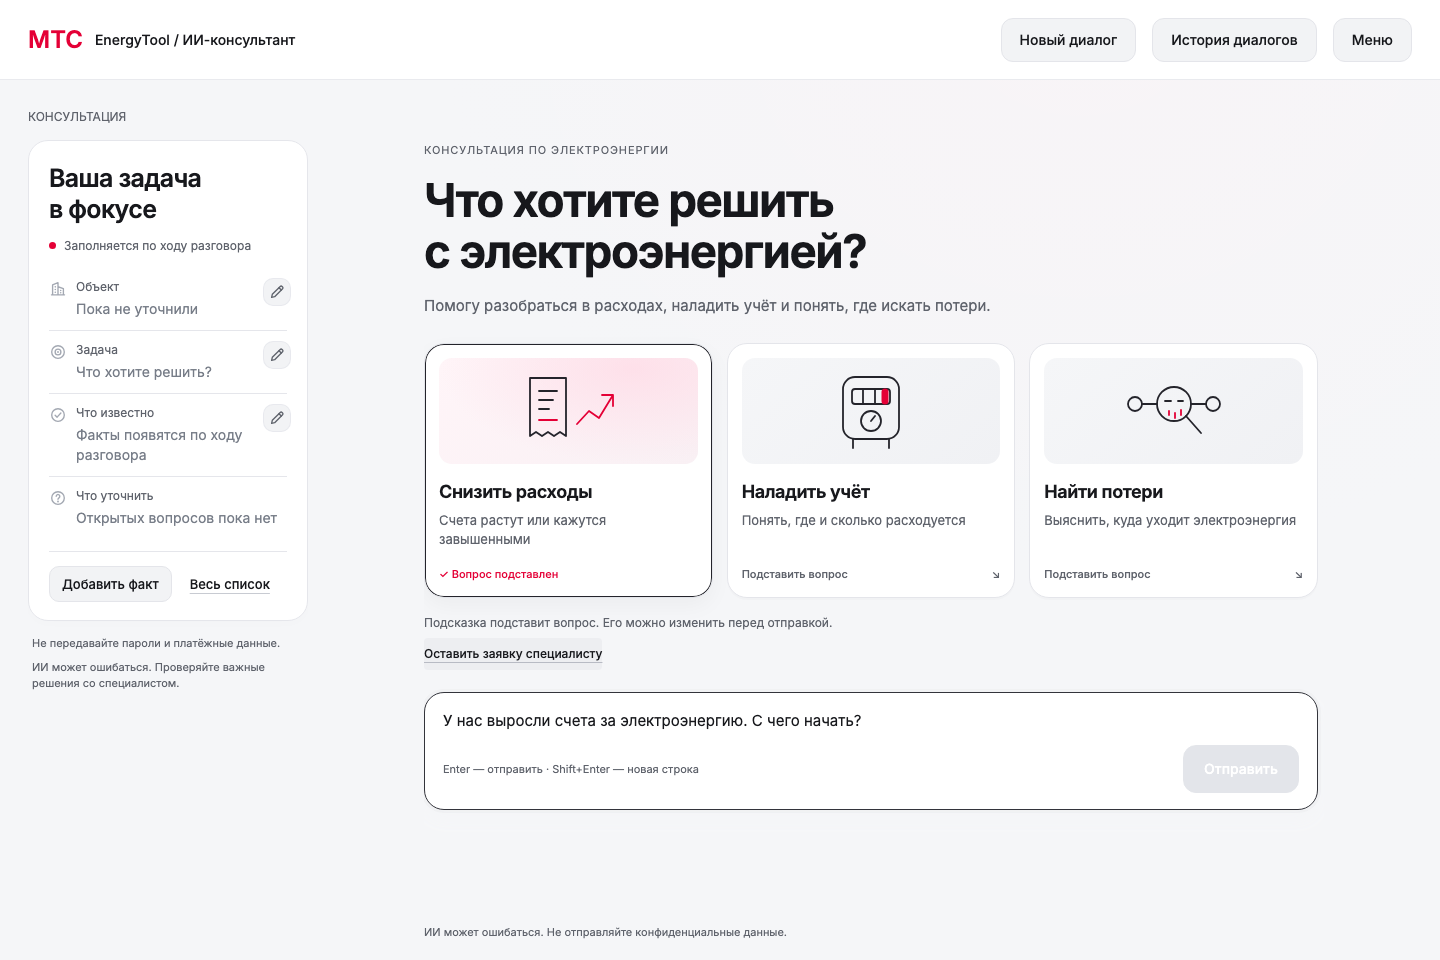 МТС EnergyTool / ИИ-консультант
Новый диалог
История диалогов
Меню
КОНСУЛЬТАЦИЯ
Ваша задача
в фокусе
Заполняется по ходу разговора
Объект
Пока не уточнили
Задача
Что хотите решить?
Что известно
Факты появятся по ходу
разговора
Что уточнить
Открытых вопросов пока нет
Добавить факт
Весь список
Не передавайте пароли и платёжные данные.
ИИ может ошибаться. Проверяйте важные
решения со специалистом.
КОНСУЛЬТАЦИЯ ПО ЭЛЕКТРОЭНЕРГИИ
Что хотите решить
с электроэнергией?
Помогу разобраться в расходах, наладить учёт и понять, где искать потери.
Снизить расходы
Счета растут или кажутся
завышенными
✓ Вопрос подставлен
Наладить учёт
Понять, где и сколько расходуется
Подставить вопрос ↘
Найти потери
Выяснить, куда уходит электроэнергия
Подставить вопрос ↘
Подсказка подставит вопрос. Его можно изменить перед отправкой.
Оставить заявку специалисту
У нас выросли счета за электроэнергию. С чего начать?
Enter — отправить · Shift+Enter — новая строка
Отправить
ИИ может ошибаться. Не отправляйте конфиденциальные данные.